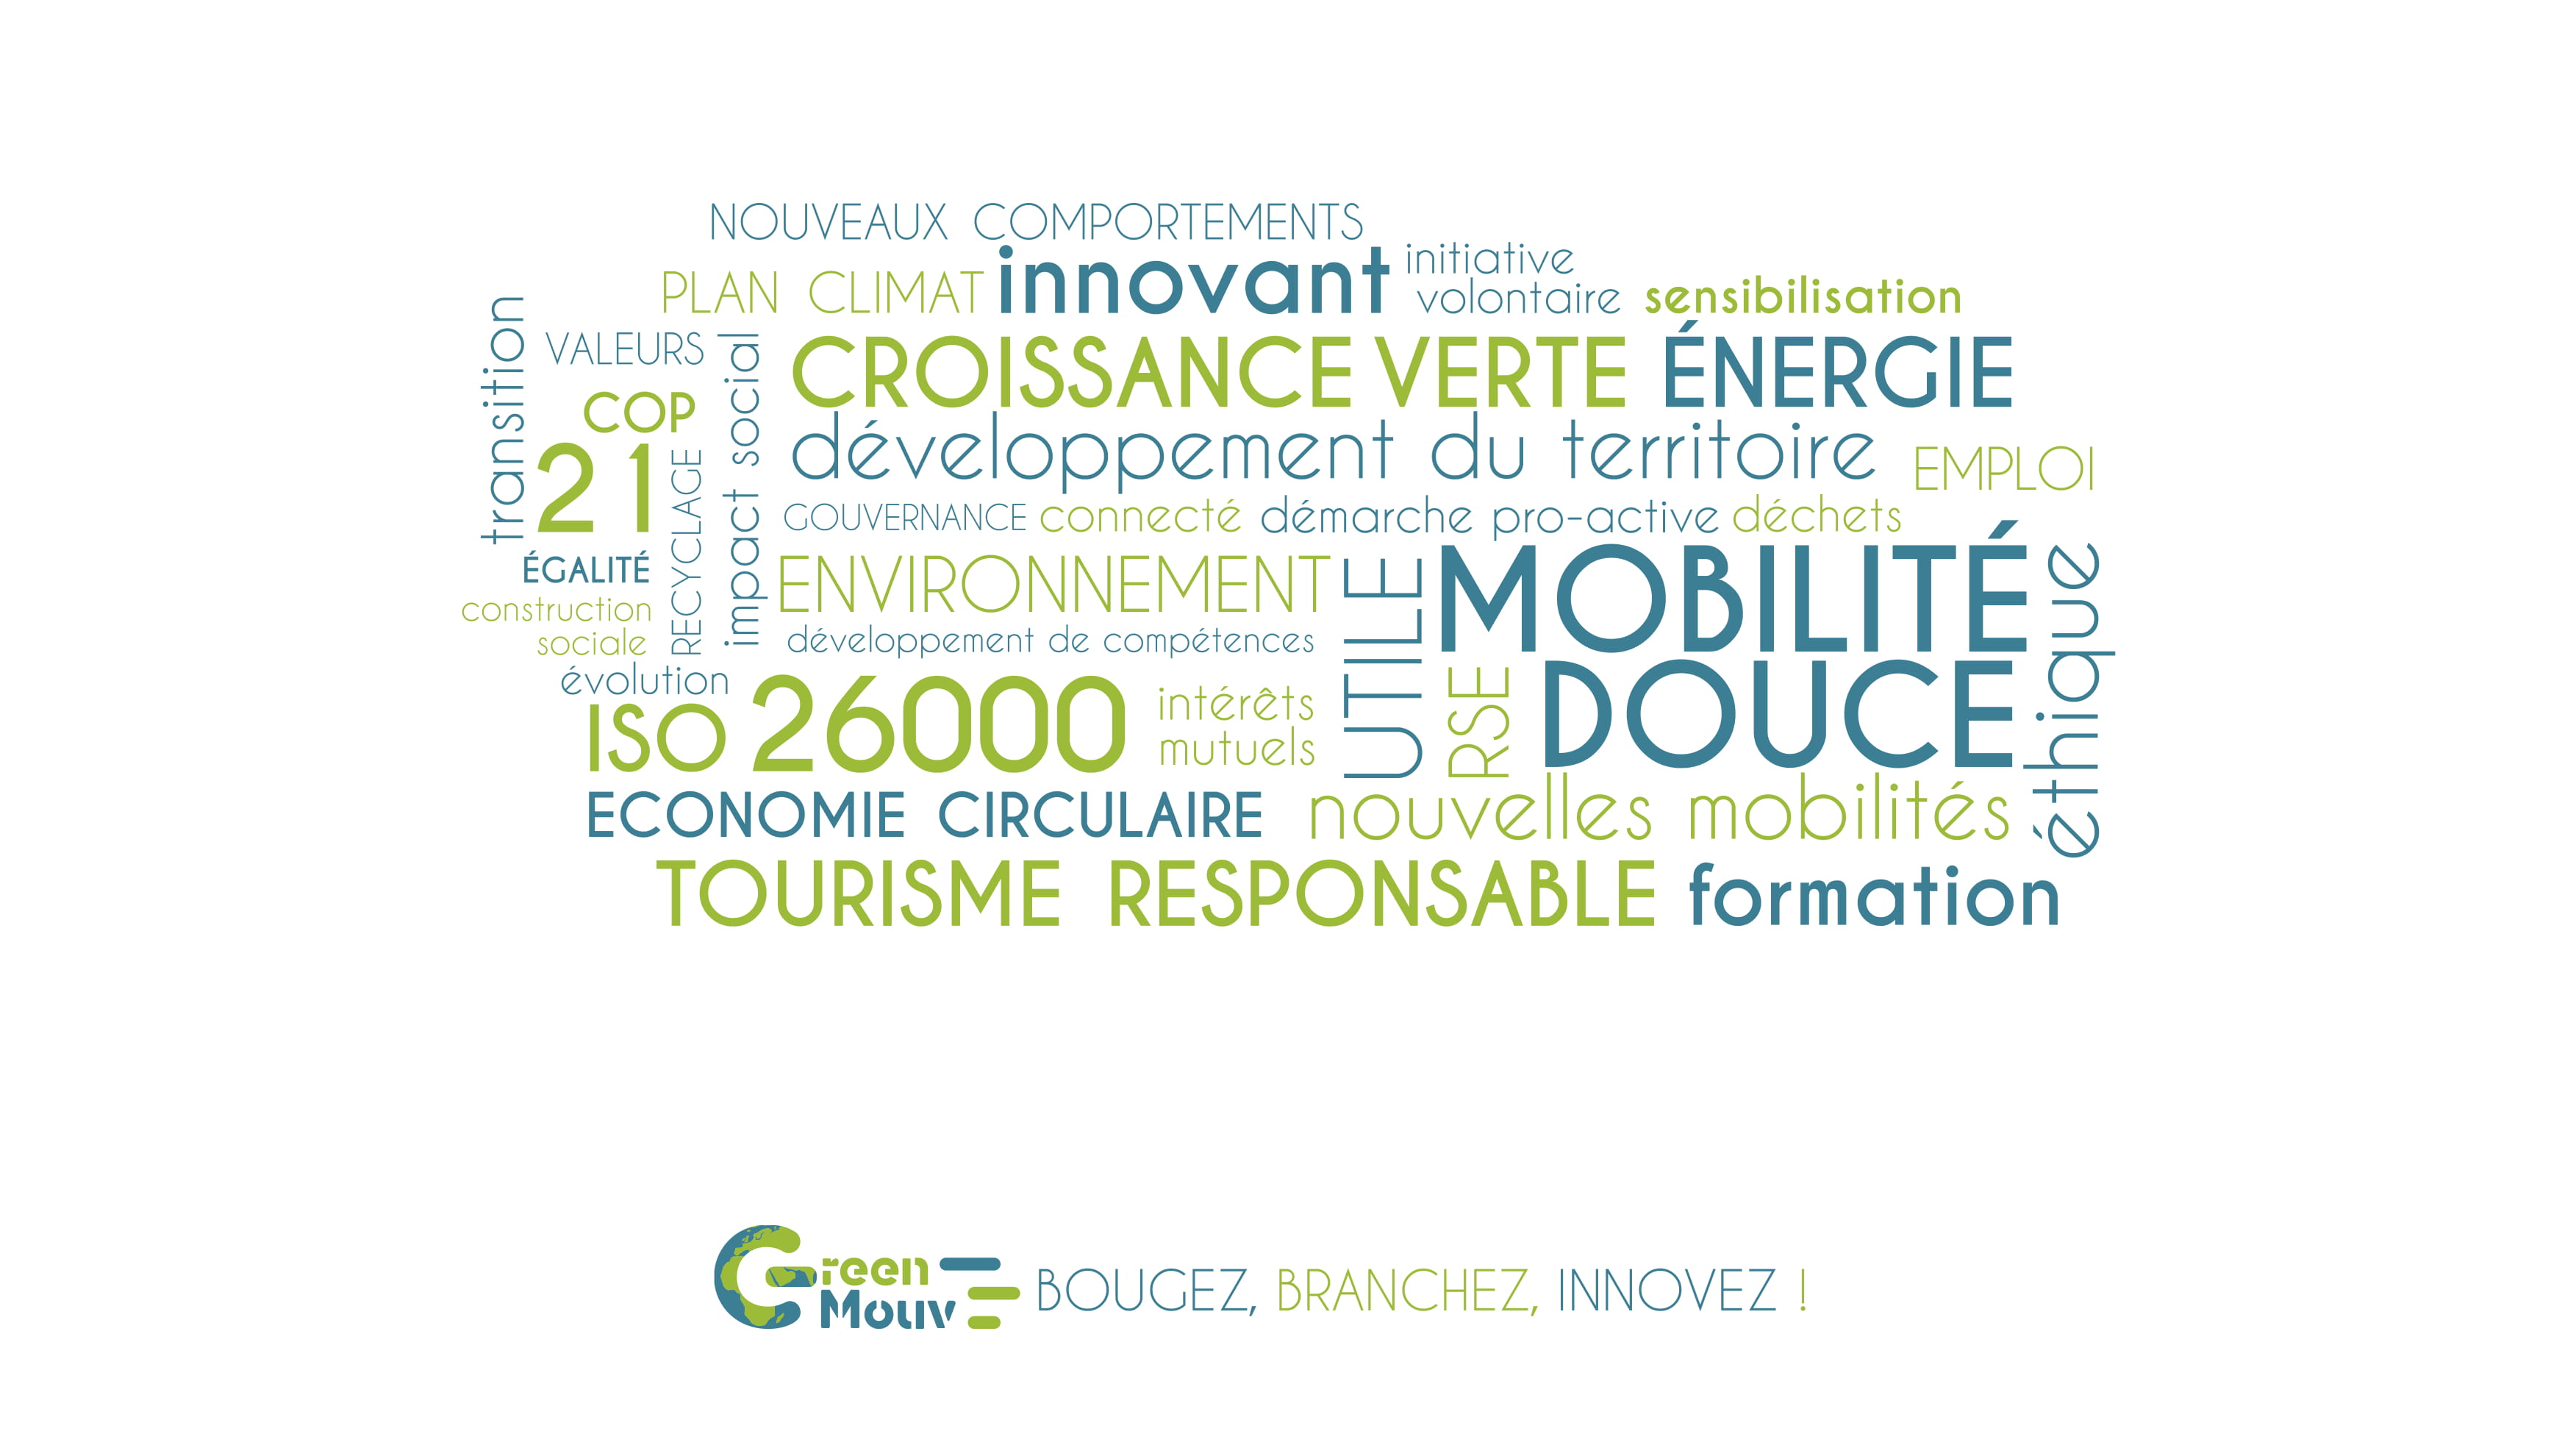 NOUVEAUX COMPORTEMENTS
PLAN CLIMAT
innovant
initiative
volontaire
sensibilisation
transition
VALEURS
COP
21
RECYCLAGE
impact social
CROISSANCE VERTE
ÉNERGIE
développement du territoire
EMPLOI
GOUVERNANCE
connecté
démarche pro-active
déchets
ÉGALITÉ
construction
sociale
évolution
ENVIRONNEMENT
développement de compétences
UTILE
MOBILITÉ
DOUCE
éthique
RSE
ISO 26000
intérêts
mutuels
ECONOMIE CIRCULAIRE
nouvelles mobilités
TOURISME RESPONSABLE
formation
Green
Mouv
BOUGEZ, BRANCHEZ, INNOVEZ !